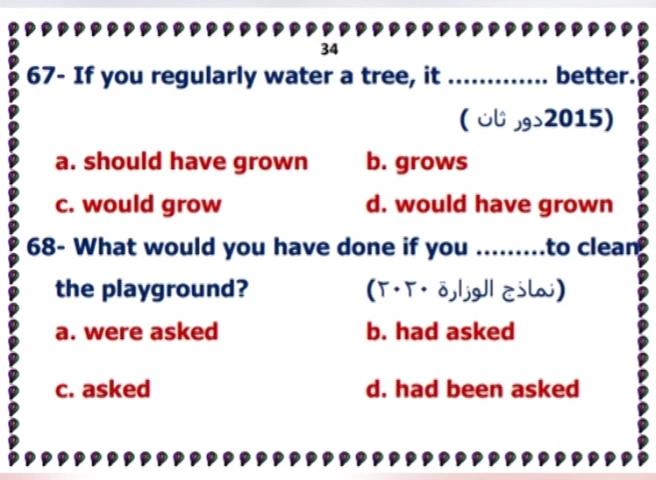 34
67- If you regularly water a tree, it .............. better.
( دور ثان 2015)
a. should have grown b. grows
c. would grow d. would have grown
68- What would you have done if you .........to clean
the playground? (نماذج الوزارة ٢٠٢٠)
a. were asked b. had asked
c. asked d. had been asked